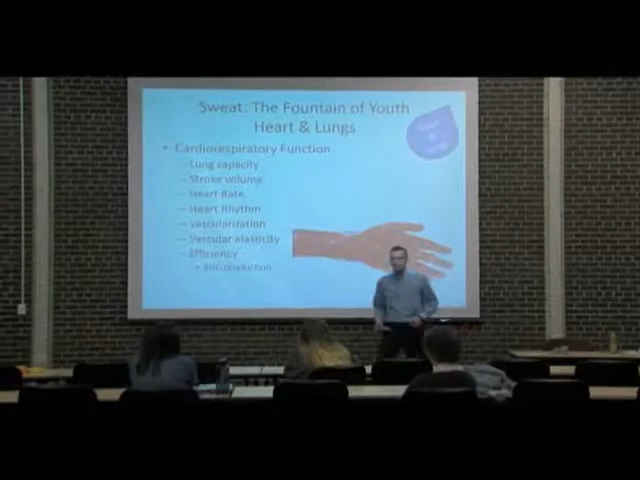 Sweat: The Fountain of Youth
Heart & Lungs
• Cardiorespiratory Function
– Lung capacity
– Stroke volume
– Heart Rate
– Heart Rhythm
– Vascularization
– Vascular elasticity
– Efficiency